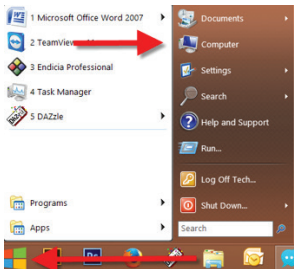 1 Microsoft Office Word 2007
2 TeamViewer
3 Endicia Professional
4 Task Manager
5 DAZzle
Programs
Apps
Documents
Computer
Settings
Search
Help and Support
Run...
Log Off Tech...
Shut Down...
Search